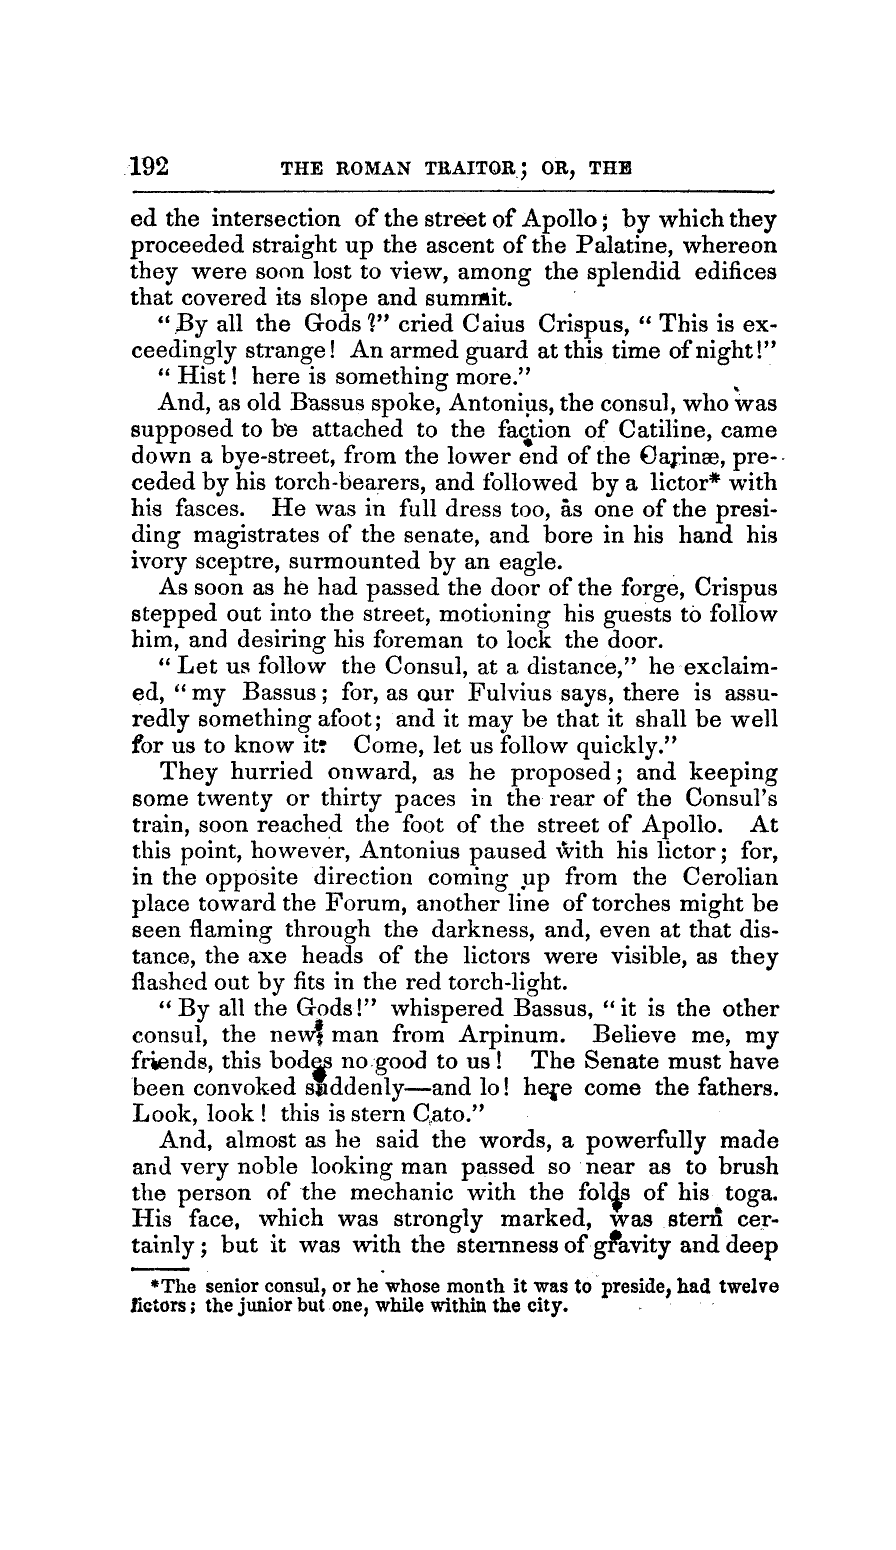 192 THE ROMAN TRAITOR; OR, THE
ed the intersection of the street of Apollo; by which they
proceeded straight up the ascent of the Palatine, whereon
they were soon lost to view, among the splendid edifices
that covered its slope and summit.
"By all the Gods?" cried Caius Crispus, "This is ex-
ceedingly strange! An armed guard at this time of night!"
"Hist! here is something more."
And, as old Bassus spoke, Antonius, the consul, who was
supposed to be attached to the faction of Catiline, came
down a bye-street, from the lower end of the Carinæ, pre-
ceded by his torch-bearers, and followed by a lictor* with
his fasces. He was in full dress too, as one of the presi-
ding magistrates of the senate, and bore in his hand his
ivory sceptre, surmounted by an eagle.
As soon as he had passed the door of the forge, Crispus
stepped out into the street, motioning his guests to follow
him, and desiring his foreman to lock the door.
"Let us follow the Consul, at a distance," he exclaim-
ed, "my Bassus; for, as our Fulvius says, there is assu-
redly something afoot; and it may be that it shall be well
for us to know it: Come, let us follow quickly."
They hurried onward, as he proposed; and keeping
some twenty or thirty paces in the rear of the Consul's
train, soon reached the foot of the street of Apollo. At
this point, however, Antonius paused with his lictor; for,
in the opposite direction coming up from the Cerolian
place toward the Forum, another line of torches might be
seen flaming through the darkness, and, even at that dis-
tance, the axe heads of the lictors were visible, as they
flashed out by fits in the red torch-light.
"By all the Gods!" whispered Bassus, "it is the other
consul, the new man from Arpinum. Believe me, my
friends, this bodes no good to us! The Senate must have
been convoked suddenly—and lo! here come the fathers.
Look, look! this is stern Cato."
And, almost as he said the words, a powerfully made
and very noble looking man passed so near as to brush
the person of the mechanic with the folds of his toga.
His face, which was strongly marked, was stern cer-
tainly; but it was with the sternness of gravity and deep
*The senior consul, or he whose month it was to preside, had twelve
lictors; the junior but one, while within the city.